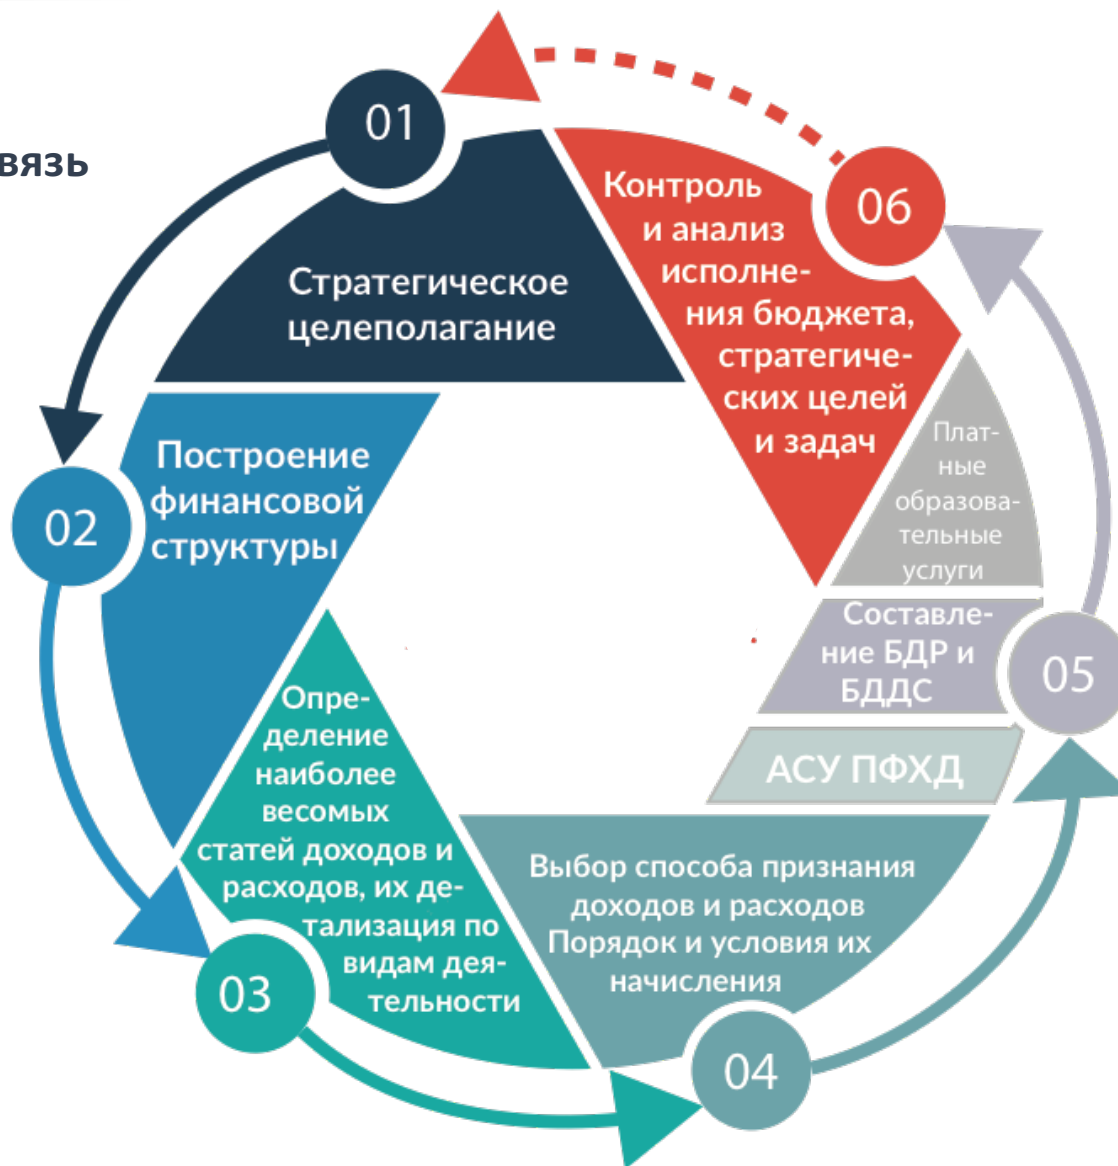 вязь
01
Стратегическое
целеполагание
02
Построение
финансовой
структуры
03
Опре-
деление
наиболее
весомых
статей доходов и
расходов, их де-
тализация по
видам дея-
тельности
04
Выбор способа признания
доходов и расходов
Порядок и условия их
начисления
05
Плат-
ные
образова-
тельные
услуги
Составле-
ние БДР и
БДДС
АСУ ПФХД
06
Контроль
и анализ
исполне-
ния бюджета,
стратегиче-
ских целей
и задач